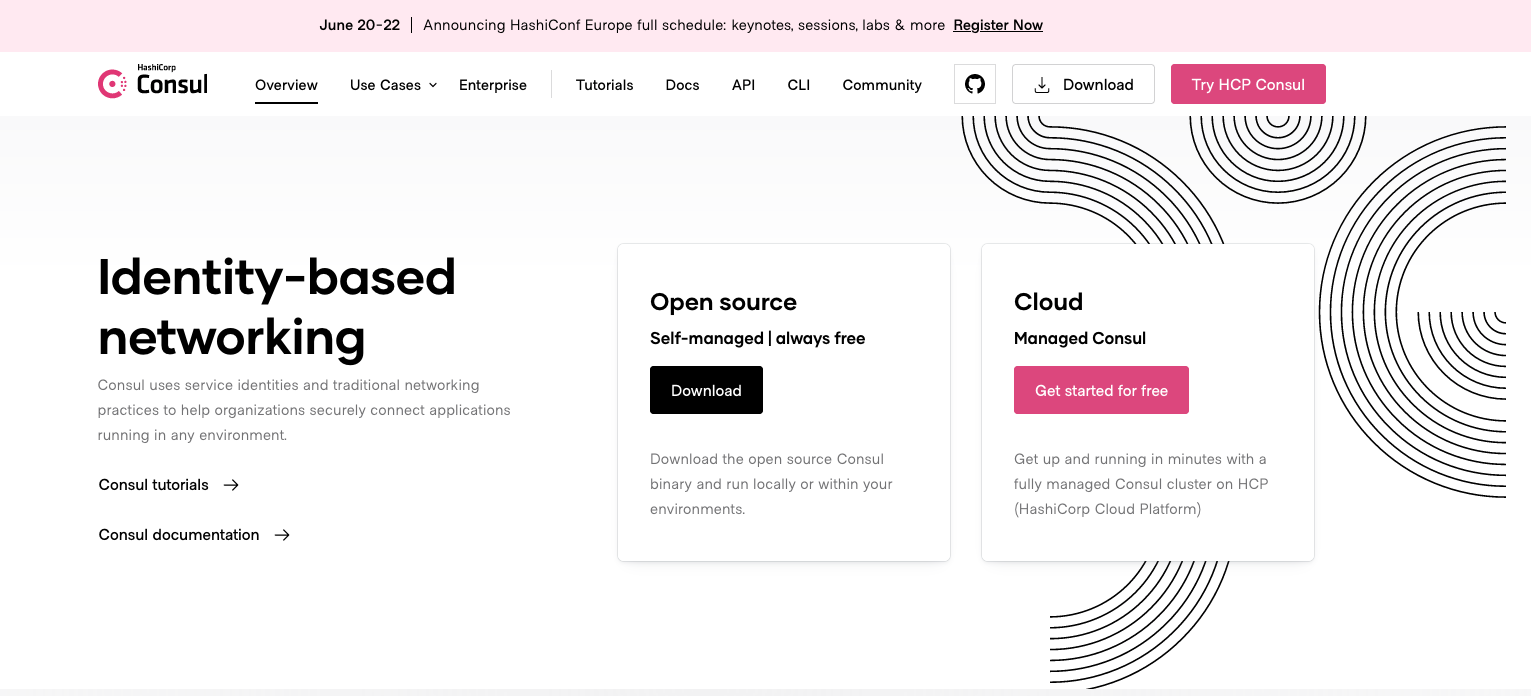 June 20-22 | Announcing HashiConf Europe full schedule: keynotes, sessions, labs & more Register Now
HashiCorp
Consul
Overview Use Cases Enterprise Tutorials Docs API CLI Community Download Try HCP Consul
Identity-based
networking
Consul uses service identities and traditional networking
practices to help organizations securely connect applications
running in any environment.
Consul tutorials →
Consul documentation →
Open source
Self-managed | always free
Download
Download the open source Consul
binary and run locally or within your
environments.
Cloud
Managed Consul
Get started for free
Get up and running in minutes with a
fully managed Consul cluster on HCP
(HashiCorp Cloud Platform)